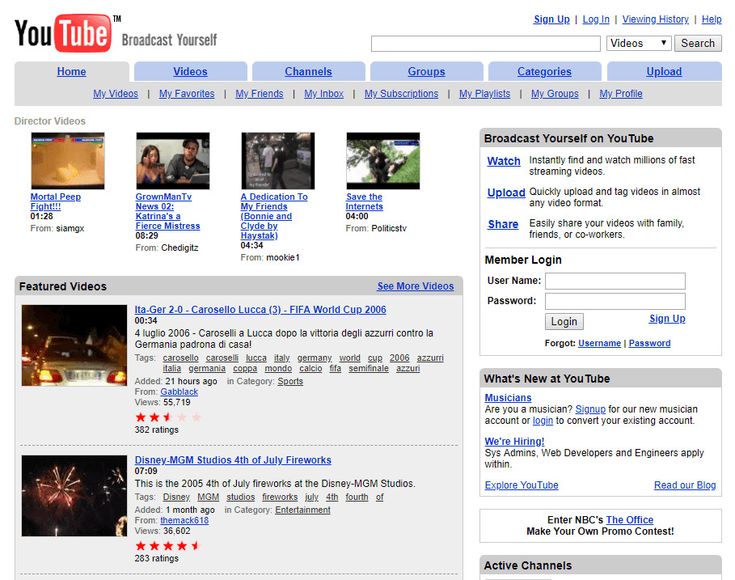 YouTube™ Broadcast Yourself
Sign Up | Log In | Viewing History | Help
Videos Search
Home Videos Channels Groups Categories Upload
My Videos | My Favorites | My Friends | My Inbox | My Subscriptions | My Playlists | My Groups | My Profile
Director Videos
Mortal Peep
Fight!!!
01:28
From: siamgx
GrownManTv
News 02:
Katrina's a
Fierce Mistress
08:29
From: Chedigitz
A Dedication To
My Friends
(Bonnie and
Clyde by
Haystak)
04:34
From: mookie1
Save the
Internets
04:00
From: Politicstv
Featured Videos See More Videos
Ita-Ger 2-0 - Carosello Lucca (3) - FIFA World Cup 2006
00:34
4 luglio 2006 - Caroselli a Lucca dopo la vittoria degli azzurri contro la
Germania padrona di casa!
Tags: carosello caroselli lucca italy germany world cup 2006 azzurri
italia germania coppa mondo calcio fifa semifinale azzuri
Added: 21 hours ago in Category: Sports
From: Gabblack
Views: 55,719
382 ratings
Disney-MGM Studios 4th of July Fireworks
07:09
This is the 2005 4th of July fireworks at the Disney-MGM Studios.
Tags: Disney MGM studios fireworks july 4th fourth of
Added: 1 month ago in Category: Entertainment
From: themack618
Views: 36,602
283 ratings
Broadcast Yourself on YouTube
Watch Instantly find and watch millions of fast
streaming videos.
Upload Quickly upload and tag videos in almost
any video format.
Share Easily share your videos with family,
friends, or co-workers.
Member Login
User Name:
Password:
Login Sign Up
Forgot: Username | Password
What's New at YouTube
Musicians
Are you a musician? Signup for our new musician
account or login to convert your existing account.
We're Hiring!
Sys Admins, Web Developers and Engineers apply
within.
Explore YouTube Read our Blog
Enter NBC's The Office
Make Your Own Promo Contest!
Active Channels